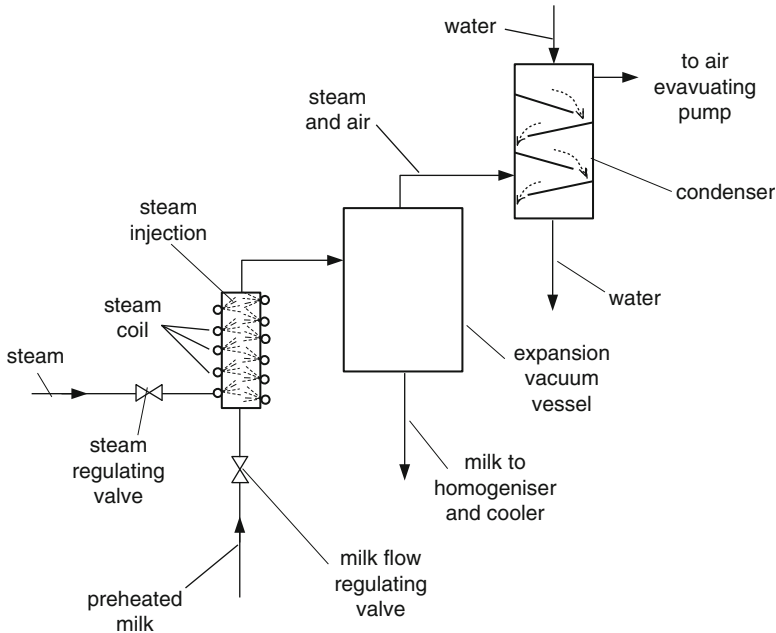 water
to air
evavuating
pump
steam
and air
condenser
steam
injection
steam
coil
water
steam
expansion
vacuum
vessel
steam
regulating
valve
milk to
homogeniser
and cooler
milk flow
regulating
valve
preheated
milk